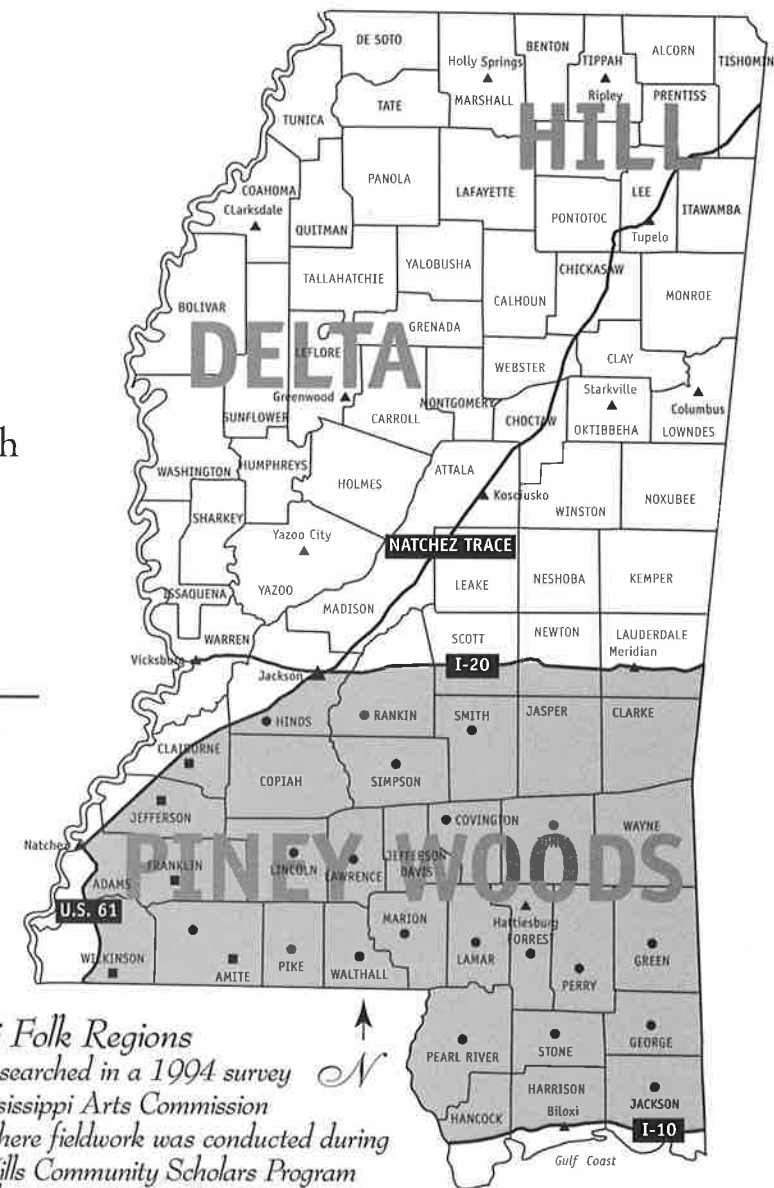 DE SOTO
BENTON
ALCORN
Holly Springs
TIPPAH
TISHOMIN
MARSHALL
Ripley
PRENTISS
TATE
TUNICA
HILL
PANOLA
LAFAYETTE
LEE
COAHOMA
CLarksdale
QUITMAN
PONTOTOC
ITAWAMBA
Tupelo
TALLAHATCHIE
YALOBUSHA
CHICKASAW
BOLIVAR
CALHOUN
MONROE
GRENADA
DELTA
LEFLORE
WEBSTER
CLAY
Greenwood
MONTGOMERY
Starkville
Columbus
SUNFLOWER
CARROLL
CHOCTAW
OKTIBBEHA
LOWNDES
h
WASHINGTON
HUMPHREYS
ATTALA
HOLMES
Kosciusko
NOXUBEE
SHARKEY
WINSTON
Yazoo City
NATCHEZ TRACE
ISSAQUENA
YAZOO
LEAKE
NESHOBA
KEMPER
MADISON
WARREN
SCOTT
NEWTON
LAUDERDALE
Vicksburg
Meridian
Jackson
I-20
HINDS
RANKIN
SMITH
JASPER
CLARKE
CLAIBORNE
COPIAH
SIMPSON
JEFFERSON
COVINGTON
WAYNE
Natchez
PINEY WOODS
FRANKLIN
LINCOLN
LAWRENCE
JEFFERSON
DAVIS
ADAMS
U.S. 61
MARION
Hattiesburg
FORREST
WILKINSON
AMITE
PIKE
WALTHALL
LAMAR
PERRY
GREEN
N
Folk Regions
searched in a 1994 survey
sissippi Arts Commission
here fieldwork was conducted during
ills Community Scholars Program
PEARL RIVER
STONE
GEORGE
HANCOCK
HARRISON
Biloxi
JACKSON
I-10
Gulf Coast